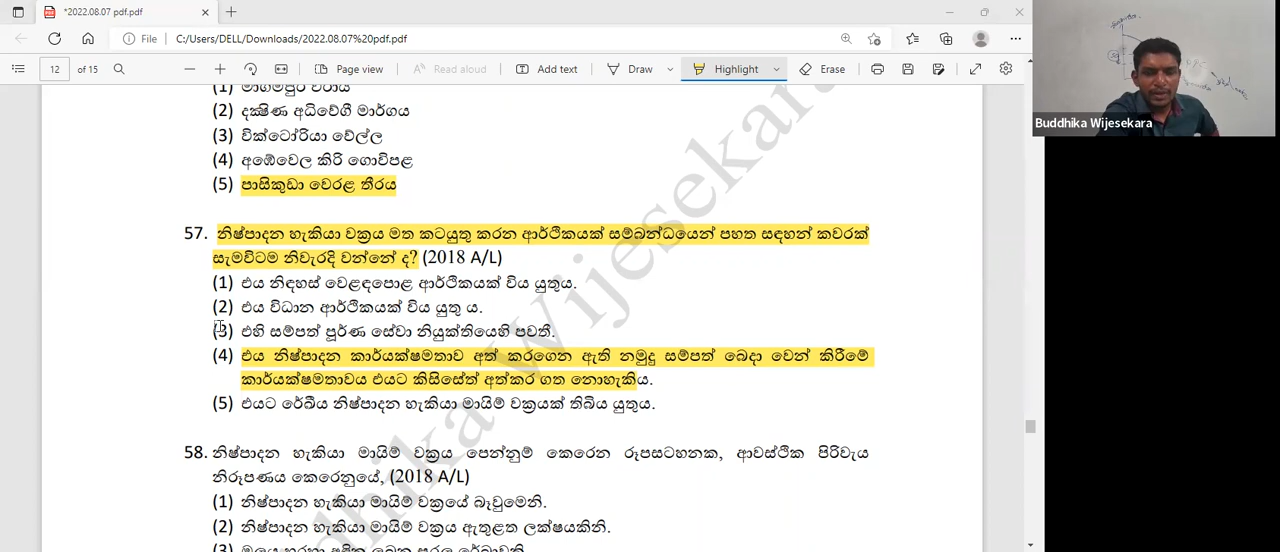 *2022.08.07 pdf.pdf
File
C:/Users/DELL/Downloads/2022.08.07%20pdf.pdf
12 of 15
Page view
Read aloud
Add text
Draw
Highlight
Erase
Buddhika Wijesekara
(1) මාගම්පුර වරාය
(2) දක්ෂිණ අධිවේගී මාර්ගය
(3) වික්ටෝරියා වේල්ල
(4) අඹේවෙල කිරි ගොවිපළ
(5) පාසිකුඩා වෙරළ තීරය
57. නිෂ්පාදන හැකියා වක්‍රය මත කටයුතු කරන ආර්ථිකයක් සම්බන්ධයෙන් පහත සඳහන් කවරක්
සැමවිටම නිවැරදි වන්නේ ද? (2018 A/L)
(1) එය නිඳහස් වෙළඳපොළ ආර්ථිකයක් විය යුතුය.
(2) එය විධාන ආර්ථිකයක් විය යුතු ය.
(3) එහි සම්පත් පූර්ණ සේවා නියුක්තියෙහි පවතී.
(4) එය නිෂ්පාදන කාර්යක්ෂමතාව අත් කරගෙන ඇති නමුදු සම්පත් බෙදා වෙන් කිරීමේ
කාර්යක්ෂමතාවය එයට කිසිසේත් අත්කර ගත නොහැකිය.
(5) එයට රේඛීය නිෂ්පාදන හැකියා මායිම් වක්‍රයක් තිබිය යුතුය.
58. නිෂ්පාදන හැකියා මායිම් වක්‍රය පෙන්නුම් කෙරෙන රූපසටහනක, ආවස්ථික පිරිවැය
නිරූපණය කෙරෙනුයේ, (2018 A/L)
(1) නිෂ්පාදන හැකියා මායිම් වක්‍රයේ බෑවුමෙනි.
(2) නිෂ්පාදන හැකියා මායිම් වක්‍රය ඇතුළත ලක්ෂයකිනි.